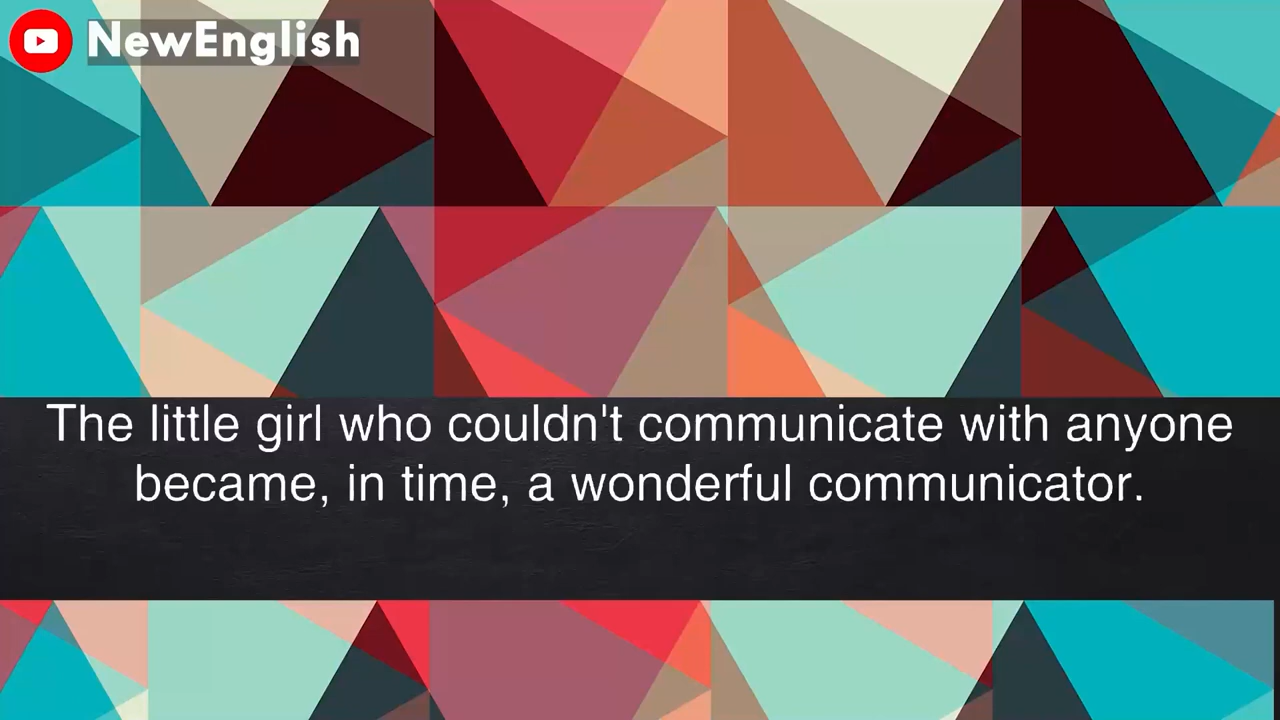 NewEnglish
The little girl who couldn't communicate with anyone
became, in time, a wonderful communicator.